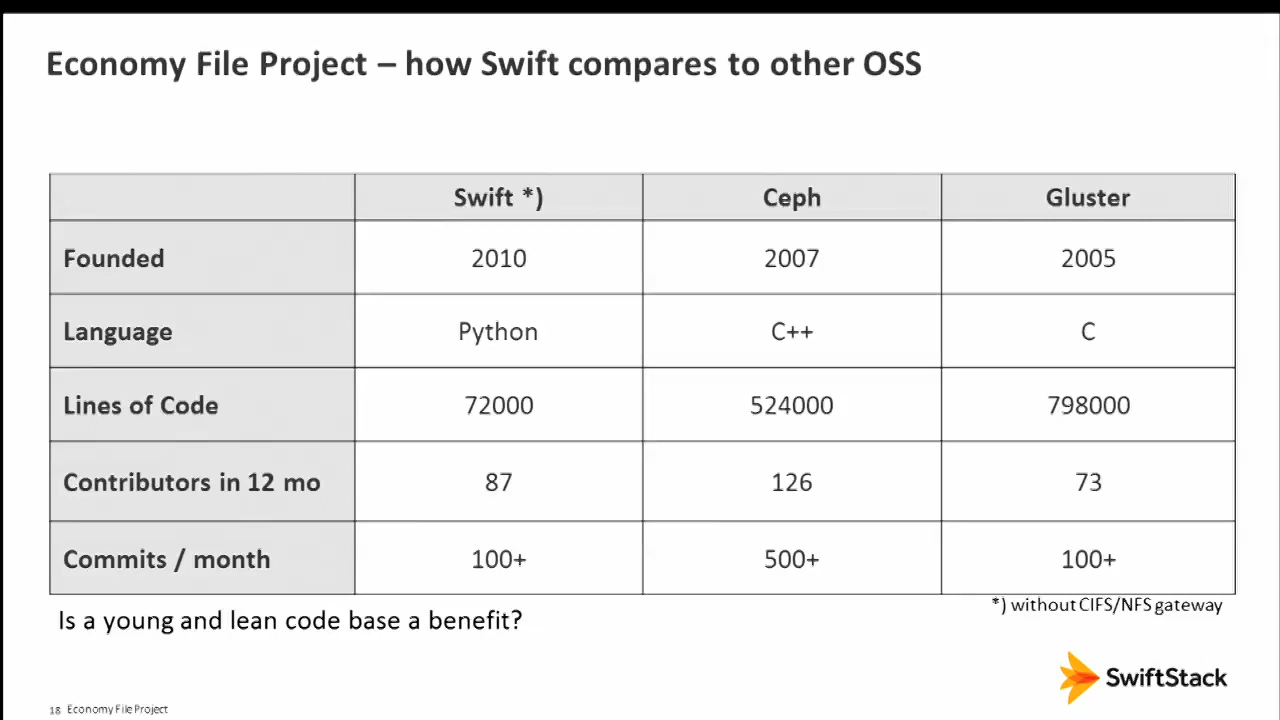 Economy File Project – how Swift compares to other OSS
Swift *) Ceph Gluster
Founded 2010 2007 2005
Language Python C++ C
Lines of Code 72000 524000 798000
Contributors in 12 mo 87 126 73
Commits / month 100+ 500+ 100+
*) without CIFS/NFS gateway
Is a young and lean code base a benefit?
SwiftStack
18 Economy File Project